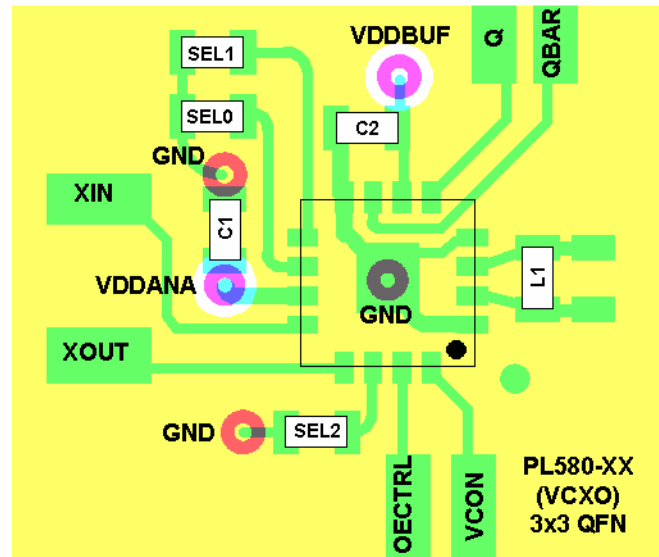 VDDBUF
Q
QBAR
SEL1
SEL0
C2
GND
XIN
C1
VDDANA
L1
GND
XOUT
GND
SEL2
OECTRL
VCON
PL580-XX
(VCXO)
3x3 QFN